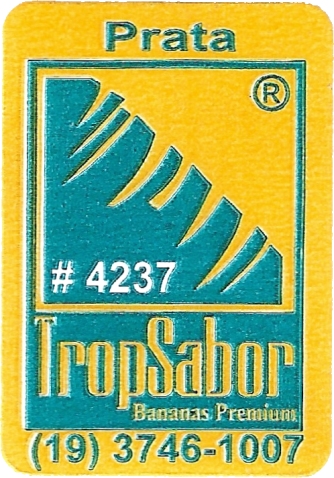 Prata
®
# 4237
TropSabor
Bananas Premium
(19) 3746-1007